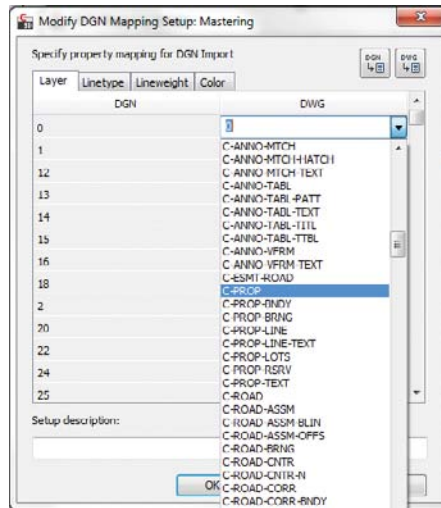 Modify DGN Mapping Setup: Mastering
Specify property mapping for DGN Import
DGN
DWG
Layer Linetype Lineweight Color
DGN DWG
0
1
12
13
14
15
16
18
2
20
22
24
25
C-ANNO-MTCH
C-ANNO-MTCH-HATCH
C-ANNO-MTCH-TEXT
C-ANNO-TABL
C-ANNO-TABL-PATT
C-ANNO-TABL-TEXT
C-ANNO-TABL-TITL
C-ANNO-TABL-TTBL
C-ANNO-VFRM
C-ANNO-VFRM-TEXT
C-ESMT-ROAD
C-PROP
C-PROP-BNDY
C-PROP-BRNG
C-PROP-LINE
C-PROP-LINE-TEXT
C-PROP-LOTS
C-PROP-RSRV
C-PROP-TEXT
C-ROAD
C-ROAD-ASSM
C-ROAD-ASSM-BLIN
C-ROAD-ASSM-OFFS
C-ROAD-BRNG
C-ROAD-CNTR
C-ROAD-CNTR-N
C-ROAD-CORR
C-ROAD-CORR-BNDY
Setup description:
OK